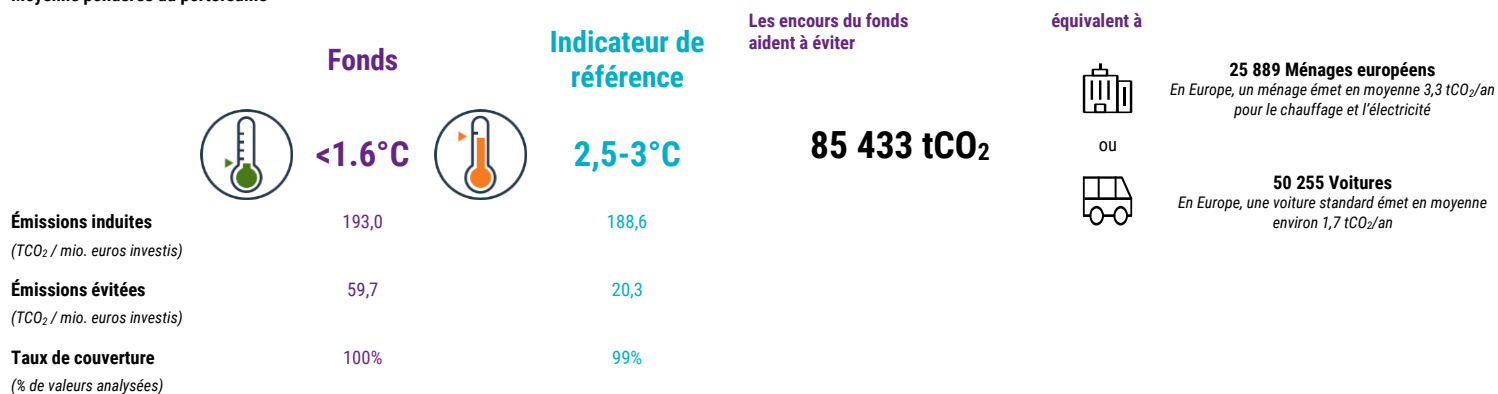 Moyenne pondérée du portefeuille
Fonds
Indicateur de
référence
<1.6°C
2,5-3°C
Émissions induites
193,0
188,6
(TCO₂ / mio. euros investis)
Émissions évitées
59,7
20,3
(TCO₂ / mio. euros investis)
Taux de couverture
100%
99%
(% de valeurs analysées)
Les encours du fonds
aident à éviter
85 433 tCO₂
équivalent à
25 889 Ménages européens
En Europe, un ménage émet en moyenne 3,3 tCO₂/an
pour le chauffage et l'électricité
ou
50 255 Voitures
En Europe, une voiture standard émet en moyenne
environ 1,7 tCO₂/an